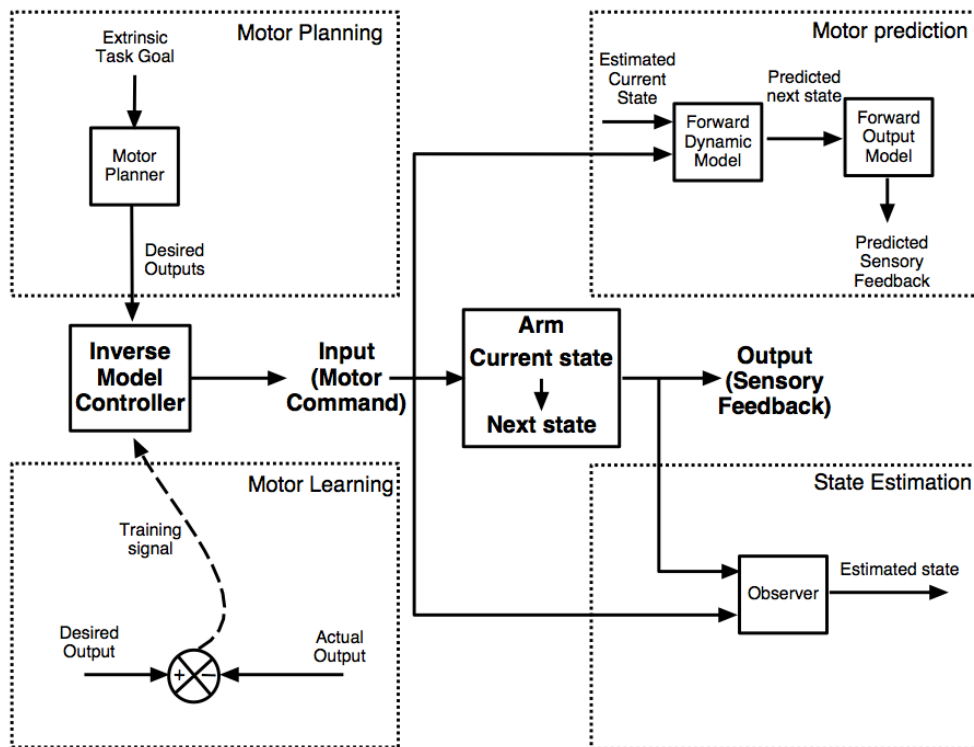 Motor Planning
Extrinsic
Task Goal
Motor
Planner
Desired
Outputs
Motor prediction
Estimated
Current
State
Predicted
next state
Forward
Dynamic
Model
Forward
Output
Model
Predicted
Sensory
Feedback
Inverse
Model
Controller
Input
(Motor
Command)
Arm
Current state
Next state
Output
(Sensory
Feedback)
Motor Learning
Training
signal
Desired
Output
+
−
Actual
Output
State Estimation
Observer
Estimated state